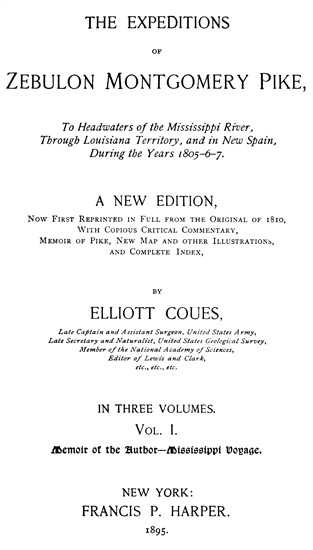 THE EXPEDITIONS
OF
ZEBULON MONTGOMERY PIKE,
To Headwaters of the Mississippi River,
Through Louisiana Territory, and in New Spain,
During the Years 1805-6-7.
A NEW EDITION,
NOW FIRST REPRINTED IN FULL FROM THE ORIGINAL OF 1810,
WITH COPIOUS CRITICAL COMMENTARY,
MEMOIR OF PIKE, NEW MAP AND OTHER ILLUSTRATIONS,
AND COMPLETE INDEX,
BY
ELLIOTT COUES,
Late Captain and Assistant Surgeon, United States Army,
Late Secretary and Naturalist, United States Geological Survey,
Member of the National Academy of Sciences,
Editor of Lewis and Clark,
etc., etc., etc.
IN THREE VOLUMES.
VOL. I.
Memoir of the Author—Mississippi Voyage.
NEW YORK:
FRANCIS P. HARPER.
1895.